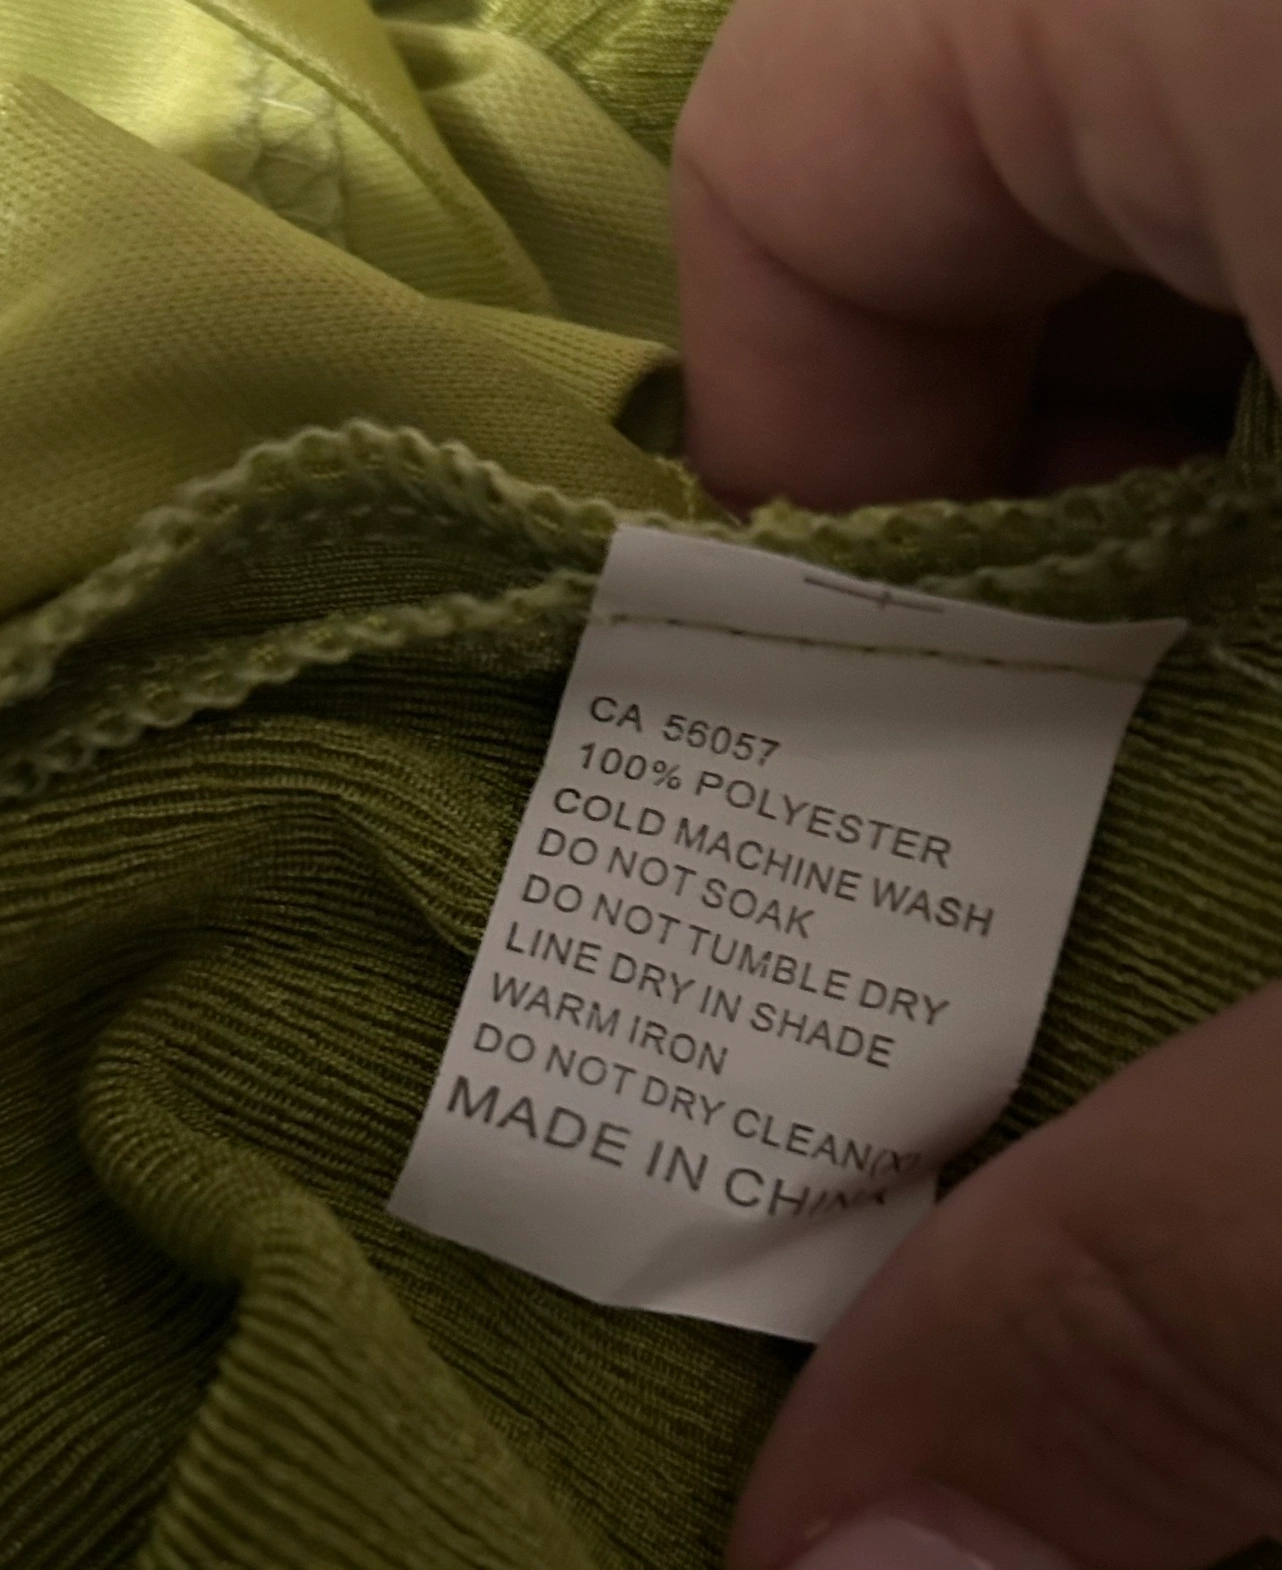 CA 56057
100% POLYESTER
COLD MACHINE WASH
DO NOT SOAK
DO NOT TUMBLE DRY
LINE DRY IN SHADE
WARM IRON
DO NOT DRY CLEAN(X)
MADE IN CHINA